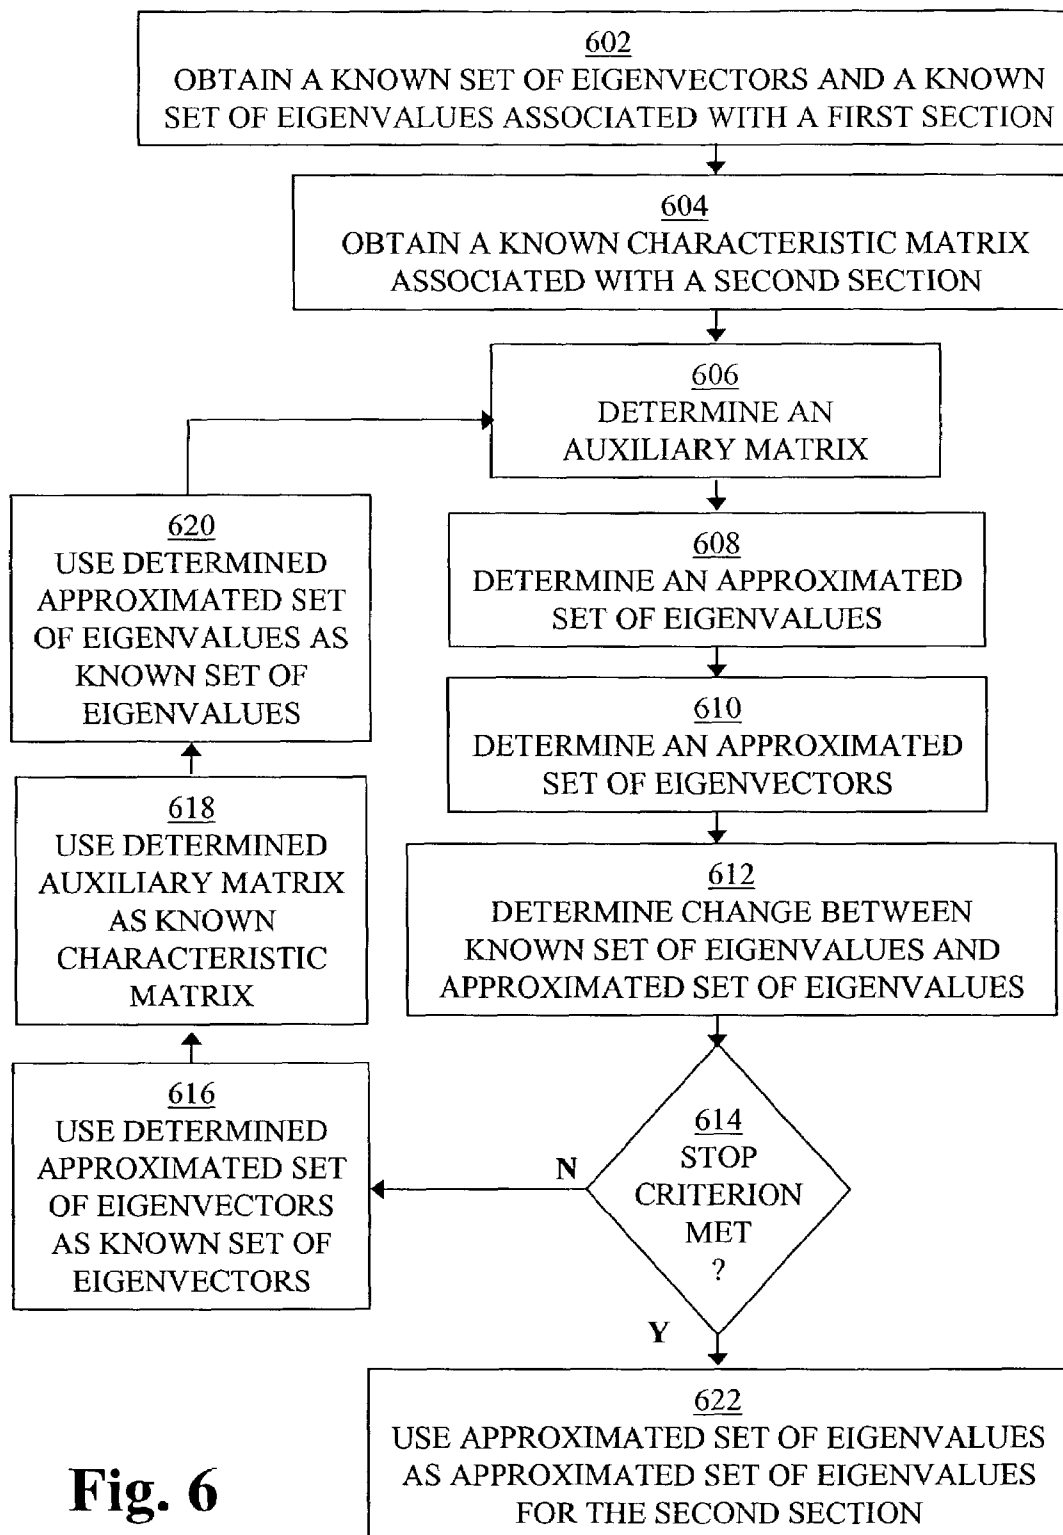 602
OBTAIN A KNOWN SET OF EIGENVECTORS AND A KNOWN
SET OF EIGENVALUES ASSOCIATED WITH A FIRST SECTION
604
OBTAIN A KNOWN CHARACTERISTIC MATRIX
ASSOCIATED WITH A SECOND SECTION
606
DETERMINE AN
AUXILIARY MATRIX
608
DETERMINE AN APPROXIMATED
SET OF EIGENVALUES
610
DETERMINE AN APPROXIMATED
SET OF EIGENVECTORS
612
DETERMINE CHANGE BETWEEN
KNOWN SET OF EIGENVALUES AND
APPROXIMATED SET OF EIGENVALUES
614
STOP
CRITERION
MET
?
N
616
USE DETERMINED
APPROXIMATED SET
OF EIGENVECTORS
AS KNOWN SET OF
EIGENVECTORS
618
USE DETERMINED
AUXILIARY MATRIX
AS KNOWN
CHARACTERISTIC
MATRIX
620
USE DETERMINED
APPROXIMATED SET
OF EIGENVALUES AS
KNOWN SET OF
EIGENVALUES
Y
622
USE APPROXIMATED SET OF EIGENVALUES
AS APPROXIMATED SET OF EIGENVALUES
FOR THE SECOND SECTION
Fig. 6